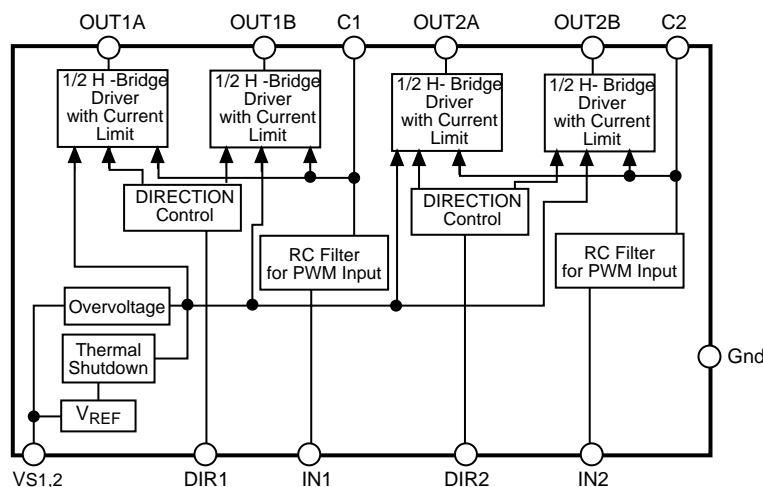 OUT1A OUT1B C1 OUT2A OUT2B C2
1/2 H -Bridge
Driver
with Current
Limit
1/2 H -Bridge
Driver
with Current
Limit
1/2 H- Bridge
Driver
with Current
Limit
1/2 H- Bridge
Driver
with Current
Limit
DIRECTION
Control
DIRECTION
Control
RC Filter
for PWM Input
RC Filter
for PWM Input
Overvoltage
Thermal
Shutdown
VREF
Gnd
VS1,2 DIR1 IN1 DIR2 IN2